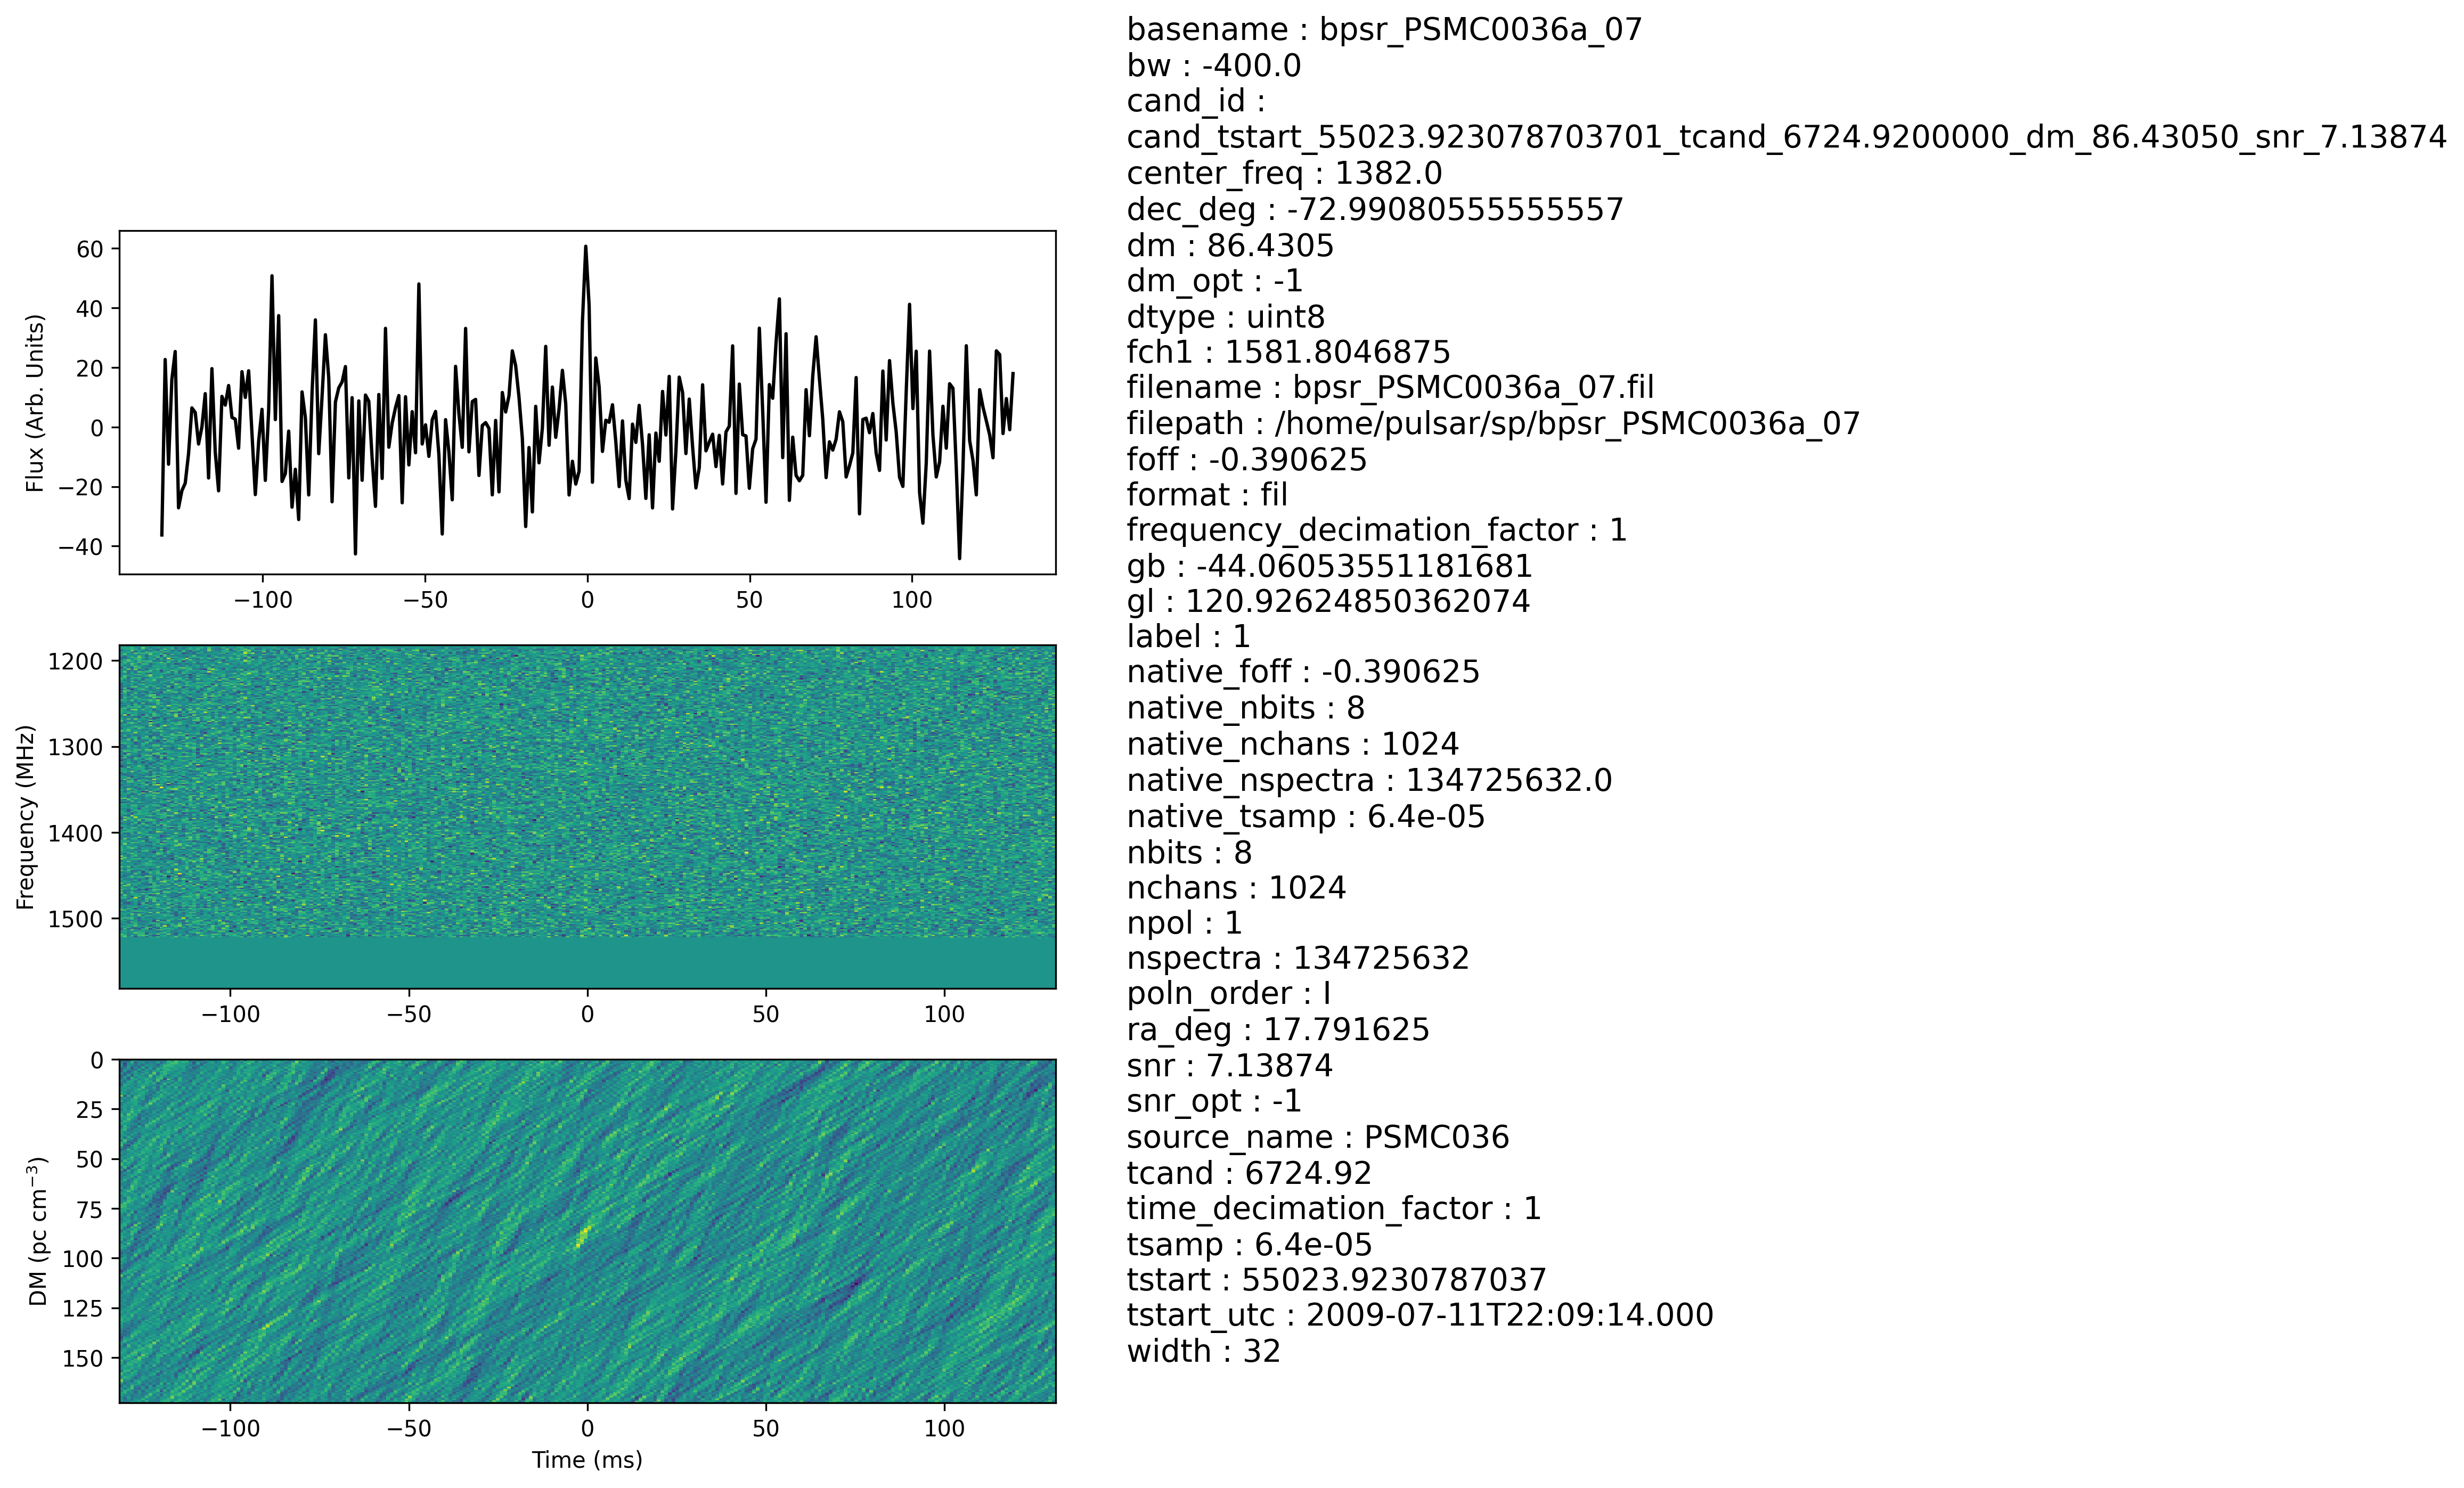 basename : bpsr_PSMC0036a_07
bw : -400.0
cand_id :
cand_tstart_55023.923078703701_tcand_6724.9200000_dm_86.43050_snr_7.13874
center_freq : 1382.0
dec_deg : -72.99080555555557
dm : 86.4305
dm_opt : -1
dtype : uint8
fch1 : 1581.8046875
filename : bpsr_PSMC0036a_07.fil
filepath : /home/pulsar/sp/bpsr_PSMC0036a_07
foff : -0.390625
format : fil
frequency_decimation_factor : 1
gb : -44.06053551181681
gl : 120.92624850362074
label : 1
native_foff : -0.390625
native_nbits : 8
native_nchans : 1024
native_nspectra : 134725632.0
native_tsamp : 6.4e-05
nbits : 8
nchans : 1024
npol : 1
nspectra : 134725632
poln_order : I
ra_deg : 17.791625
snr : 7.13874
snr_opt : -1
source_name : PSMC036
tcand : 6724.92
time_decimation_factor : 1
tsamp : 6.4e-05
tstart : 55023.9230787037
tstart_utc : 2009-07-11T22:09:14.000
width : 32
Flux (Arb. Units)
60
40
20
0
−20
−40
−100 −50 0 50 100
Frequency (MHz)
1200
1300
1400
1500
−100 −50 0 50 100
DM (pc cm⁻³)
0
25
50
75
100
125
150
−100 −50 0 50 100
Time (ms)